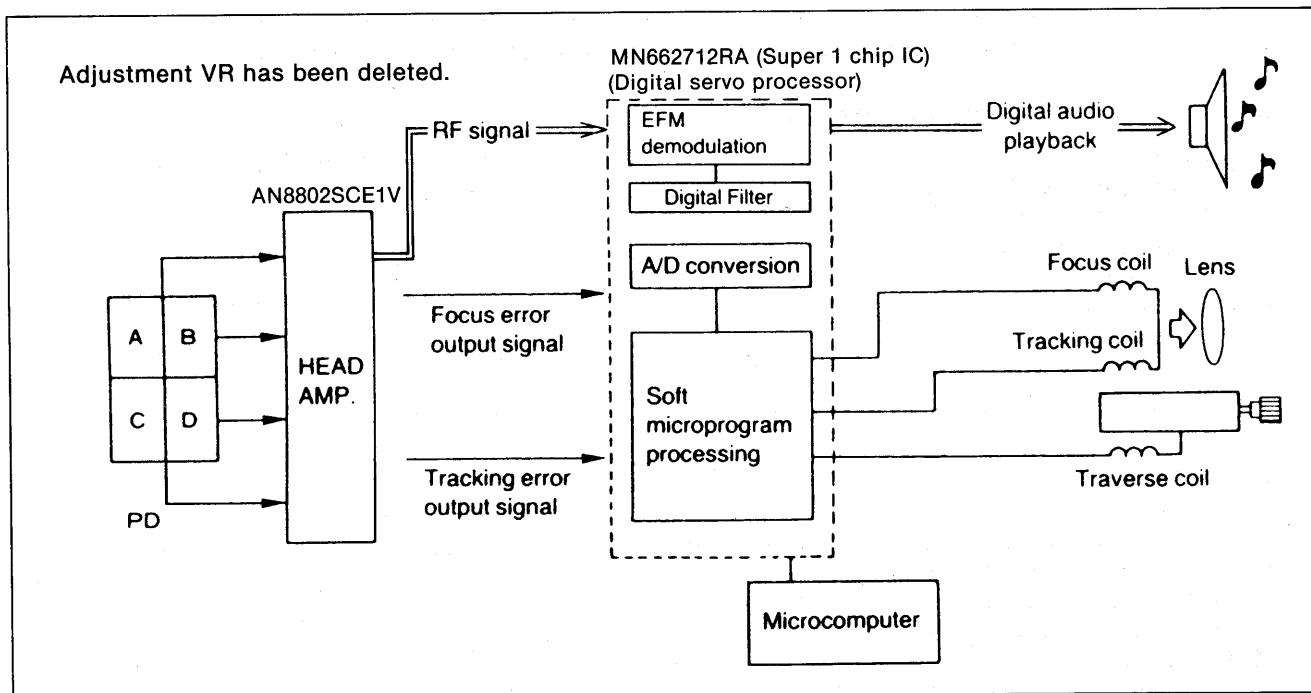 Adjustment VR has been deleted.
MN662712RA (Super 1 chip IC)
(Digital servo processor)
RF signal
EFM
demodulation
Digital audio
playback
Digital Filter
AN8802SCE1V
A/D conversion
Focus coil
Lens
A
B
C
D
HEAD
AMP.
Focus error
output signal
Tracking coil
Soft
microprogram
processing
Tracking error
output signal
Traverse coil
PD
Microcomputer